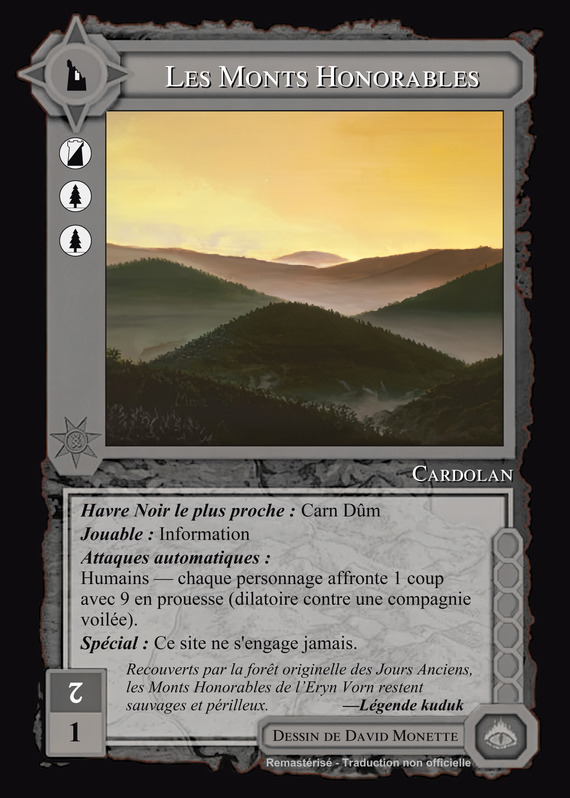 Les Monts Honorables
Cardolan
Havre Noir le plus proche : Carn Dûm
Jouable : Information
Attaques automatiques :
Humains — chaque personnage affronte 1 coup
avec 9 en prouesse (dilatoire contre une compagnie
voilée).
Spécial : Ce site ne s'engage jamais.
Recouverts par la forêt originelle des Jours Anciens,
les Monts Honorables de l'Eryn Vorn restent
sauvages et périlleux. —Légende kuduk
2
1
Dessin de David Monette
Remastérisé - Traduction non officielle